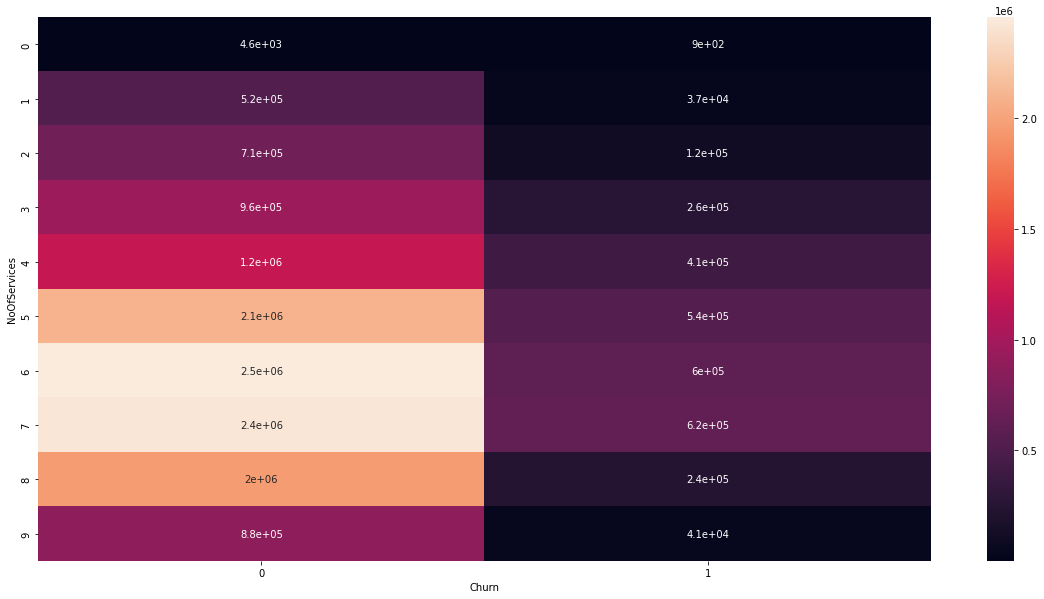 1e6
0 4.6e+03 9e+02
1 5.2e+05 3.7e+04
2 7.1e+05 1.2e+05
3 9.6e+05 2.6e+05
4 1.2e+06 4.1e+05
5 2.1e+06 5.4e+05
6 2.5e+06 6e+05
7 2.4e+06 6.2e+05
8 2e+06 2.4e+05
9 8.8e+05 4.1e+04
NoOfServices
0 1
Churn
2.0
1.5
1.0
0.5